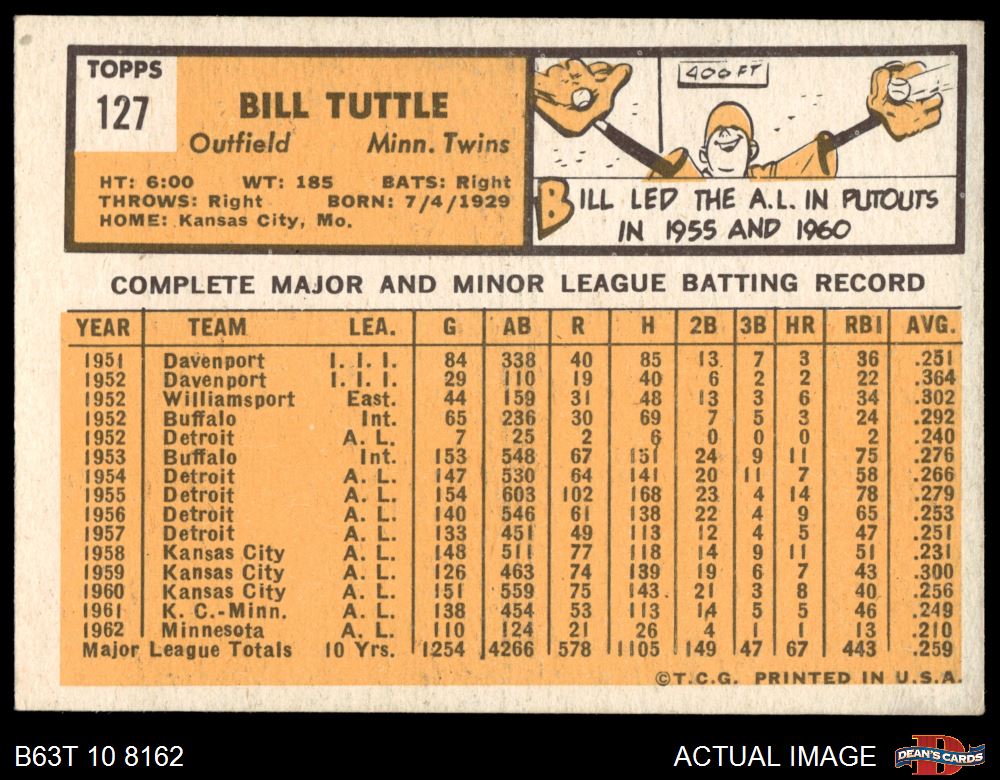 TOPPS
127
BILL TUTTLE
Outfield Minn. Twins
HT: 6:00 WT: 185 BATS: Right
THROWS: Right BORN: 7/4/1929
HOME: Kansas City, Mo.
400 FT
BILL LED THE A.L. IN PUTOUTS
IN 1955 AND 1960
COMPLETE MAJOR AND MINOR LEAGUE BATTING RECORD
YEAR TEAM LEA. G AB R H 2B 3B HR RBI AVG.
1951 Davenport I. I. I. 84 338 40 85 13 7 3 36 .251
1952 Davenport I. I. I. 29 110 19 40 6 2 2 22 .364
1952 Williamsport East. 44 159 31 48 13 3 6 34 .302
1952 Buffalo Int. 65 236 30 69 7 5 3 24 .292
1952 Detroit A. L. 7 25 2 6 0 0 0 2 .240
1953 Buffalo Int. 153 548 67 151 24 9 11 75 .276
1954 Detroit A. L. 147 530 64 141 20 11 7 58 .266
1955 Detroit A. L. 154 603 102 168 23 4 14 78 .279
1956 Detroit A. L. 140 546 61 138 22 4 9 65 .253
1957 Detroit A. L. 133 451 49 113 12 4 5 47 .251
1958 Kansas City A. L. 148 511 77 118 14 9 11 51 .231
1959 Kansas City A. L. 126 463 74 139 19 6 7 43 .300
1960 Kansas City A. L. 151 559 75 143 21 3 8 40 .256
1961 K. C.-Minn. A. L. 138 454 53 113 14 5 5 46 .249
1962 Minnesota A. L. 110 124 21 26 4 1 1 13 .210
Major League Totals 10 Yrs. 1254 4266 578 1105 149 47 67 443 .259
©T.C.G. PRINTED IN U.S.A.
B63T 10 8162 ACTUAL IMAGE DEAN'S CARDS